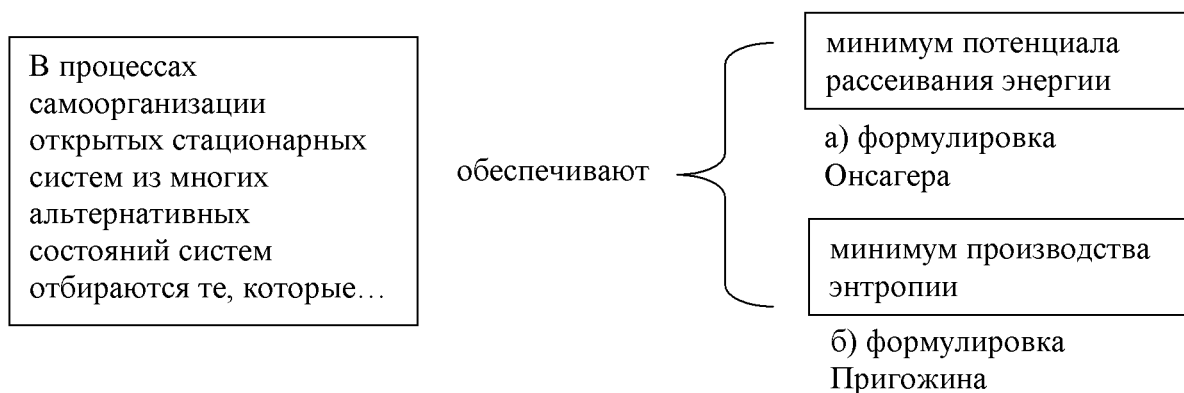 В процессах
самоорганизации
открытых стационарных
систем из многих
альтернативных
состояний систем
отбираются те, которые…
обеспечивают
минимум потенциала
рассеивания энергии
а) формулировка
Онсагера
минимум производства
энтропии
б) формулировка
Пригожина